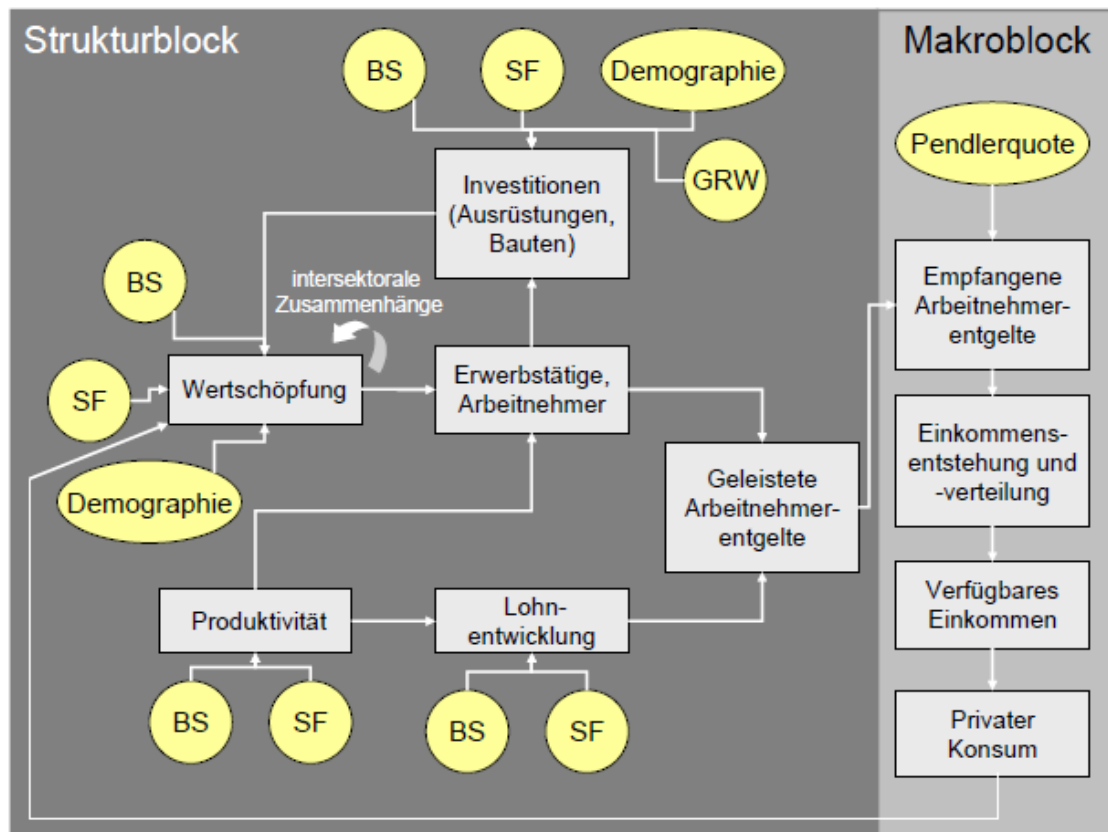 Strukturblock
Makroblock
BS
SF
Demographie
Pendlerquote
GRW
Investitionen
(Ausrüstungen,
Bauten)
BS
intersektorale
Zusammenhänge
Empfangene
Arbeitnehmer-
entgelte
SF
Wertschöpfung
Erwerbstätige,
Arbeitnehmer
Einkommens-
entstehung und
-verteilung
Demographie
Geleistete
Arbeitnehmer-
entgelte
Produktivität
Lohn-
entwicklung
Verfügbares
Einkommen
BS
SF
BS
SF
Privater
Konsum